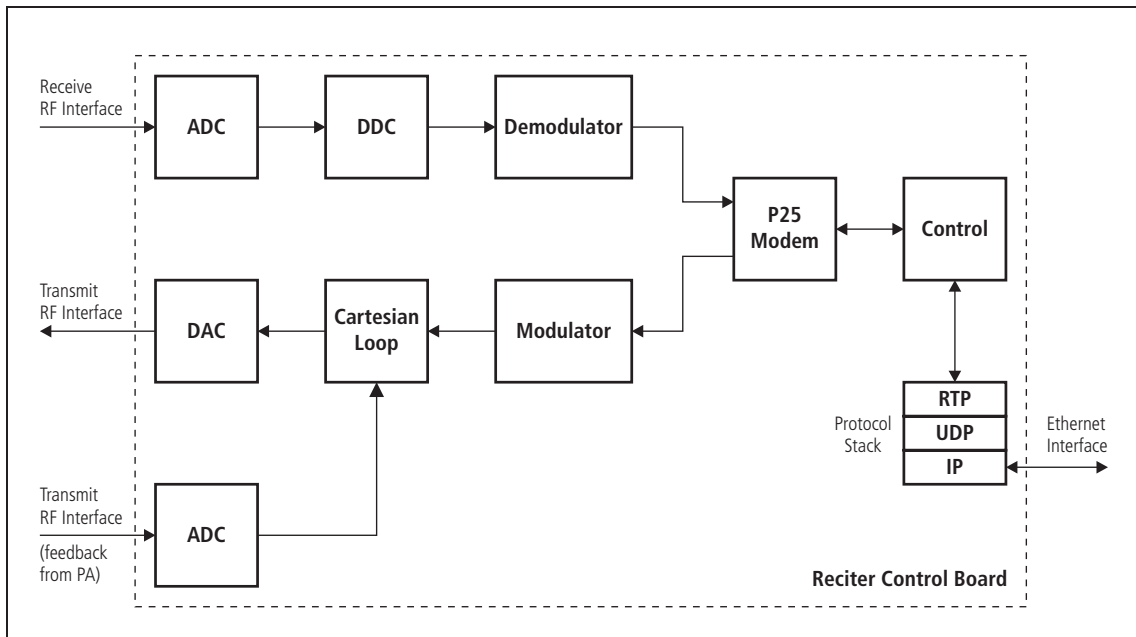 Receive
RF Interface
ADC
DDC
Demodulator
P25
Modem
Control
Transmit
RF Interface
DAC
Cartesian
Loop
Modulator
RTP
UDP
IP
Protocol
Stack
Ethernet
Interface
Transmit
RF Interface
(feedback
from PA)
ADC
Reciter Control Board